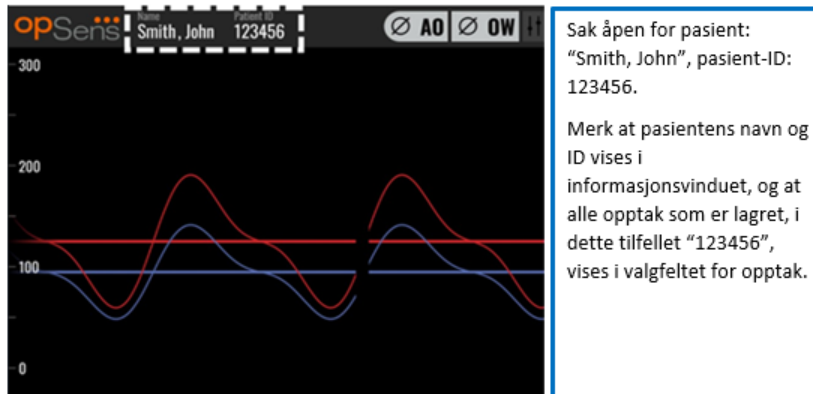 opSens
Name
Patient ID
Smith, John
123456
AO
OW
300
200
100
0
Sak åpen for pasient:
“Smith, John”, pasient-ID:
123456.
Merk at pasientens navn og
ID vises i
informasjonsvinduet, og at
alle opptak som er lagret, i
dette tilfellet “123456”,
vises i valgfeltet for opptak.